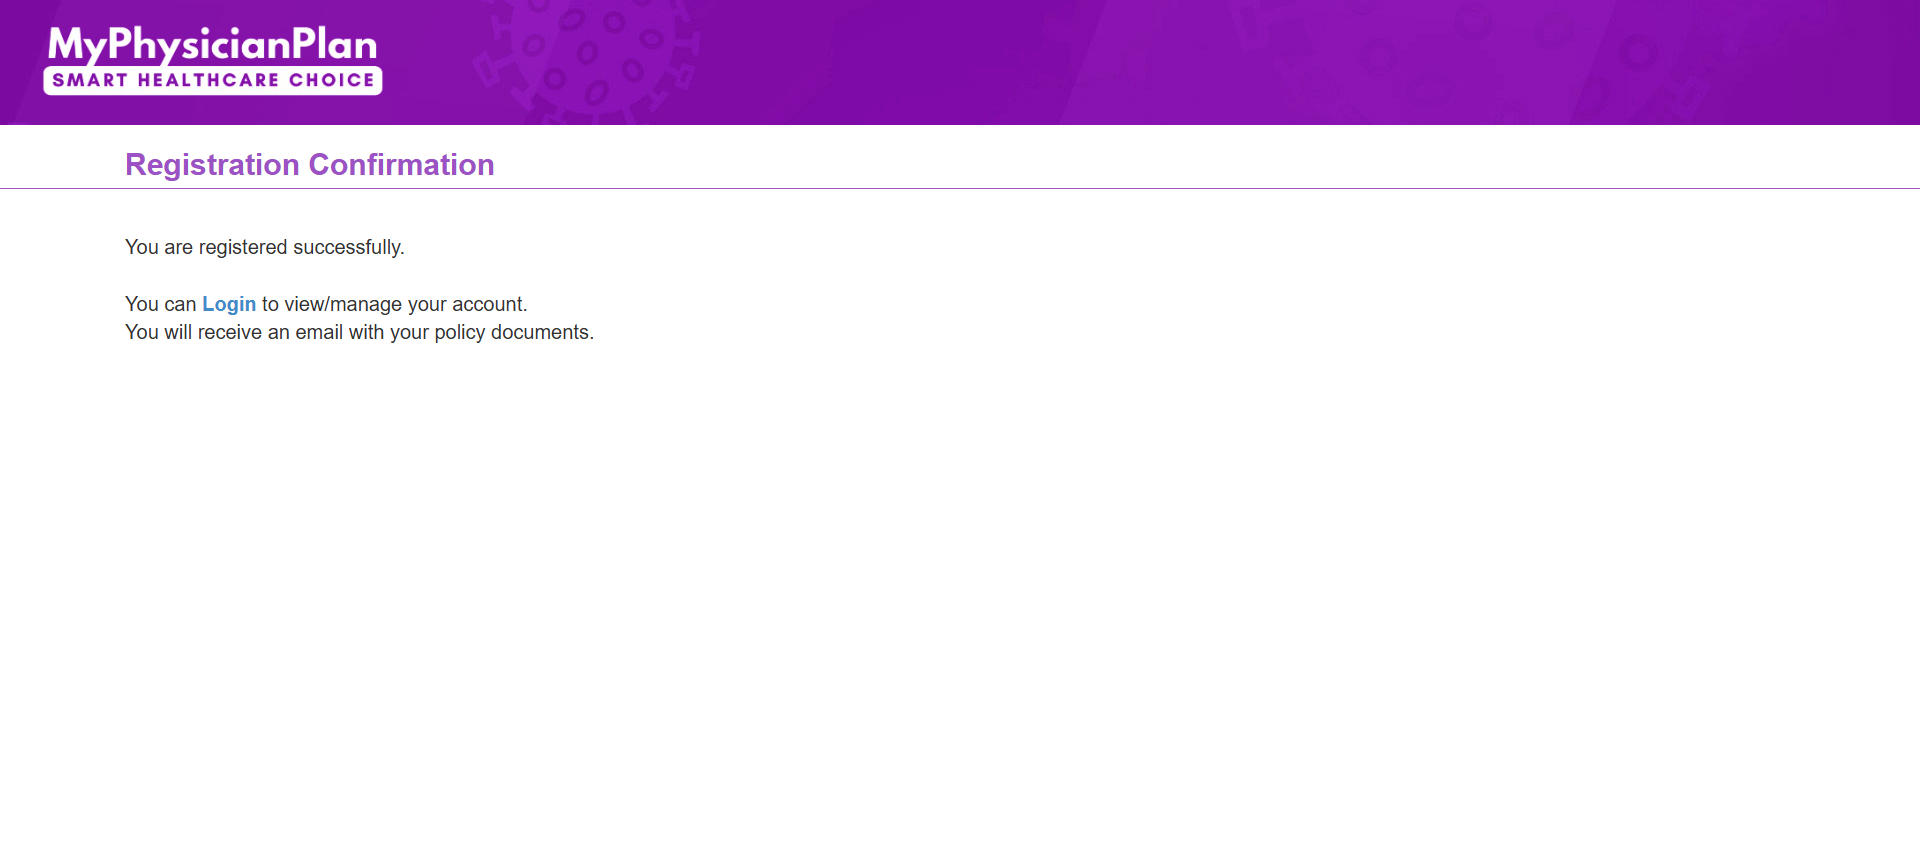 MyPhysicianPlan
SMART HEALTHCARE CHOICE
Registration Confirmation
You are registered successfully.
You can Login to view/manage your account.
You will receive an email with your policy documents.